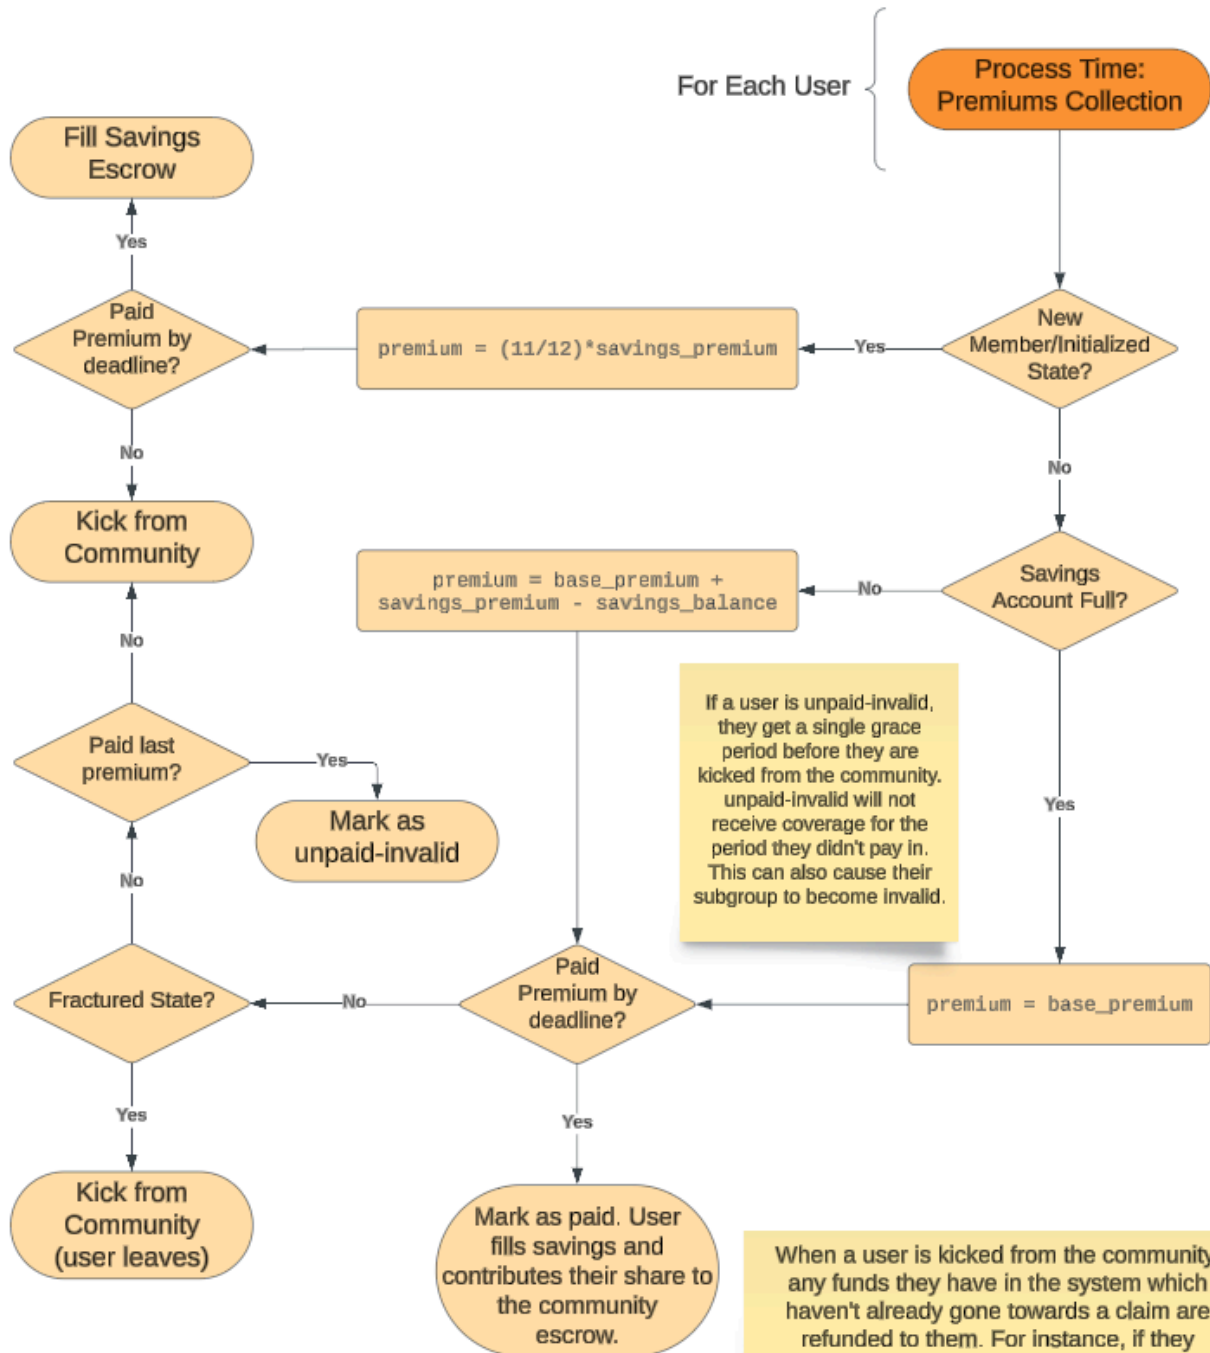 For Each User
Process Time:
Premiums Collection
Fill Savings
Escrow
Yes
Paid
Premium by
deadline?
premium = (11/12)*savings_premium
Yes
New
Member/Initialized
State?
No
No
Kick from
Community
premium = base_premium +
savings_premium - savings_balance
No
Savings
Account Full?
No
If a user is unpaid-invalid,
they get a single grace
period before they are
kicked from the community.
unpaid-invalid will not
receive coverage for the
period they didn't pay in.
This can also cause their
subgroup to become invalid.
Paid last
premium?
Yes
Mark as
unpaid-invalid
Yes
No
Fractured State?
No
Paid
Premium by
deadline?
premium = base_premium
Yes
Yes
Kick from
Community
(user leaves)
Mark as paid. User
fills savings and
contributes their share to
the community
escrow.
When a user is kicked from the community
any funds they have in the system which
haven't already gone towards a claim are
refunded to them. For instance, if they